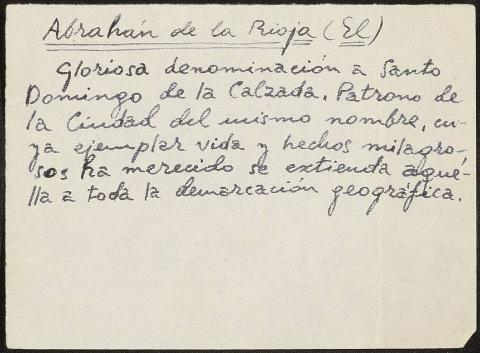 Abrahán de la Rioja (El)
Gloriosa denominación a Santo
Domingo de la Calzada. Patrono de
la Ciudad del mismo nombre, cu-
ya ejemplar vida y hechos milagro-
sos ha merecido se extienda aqué-
lla a toda la demarcación geográfica.